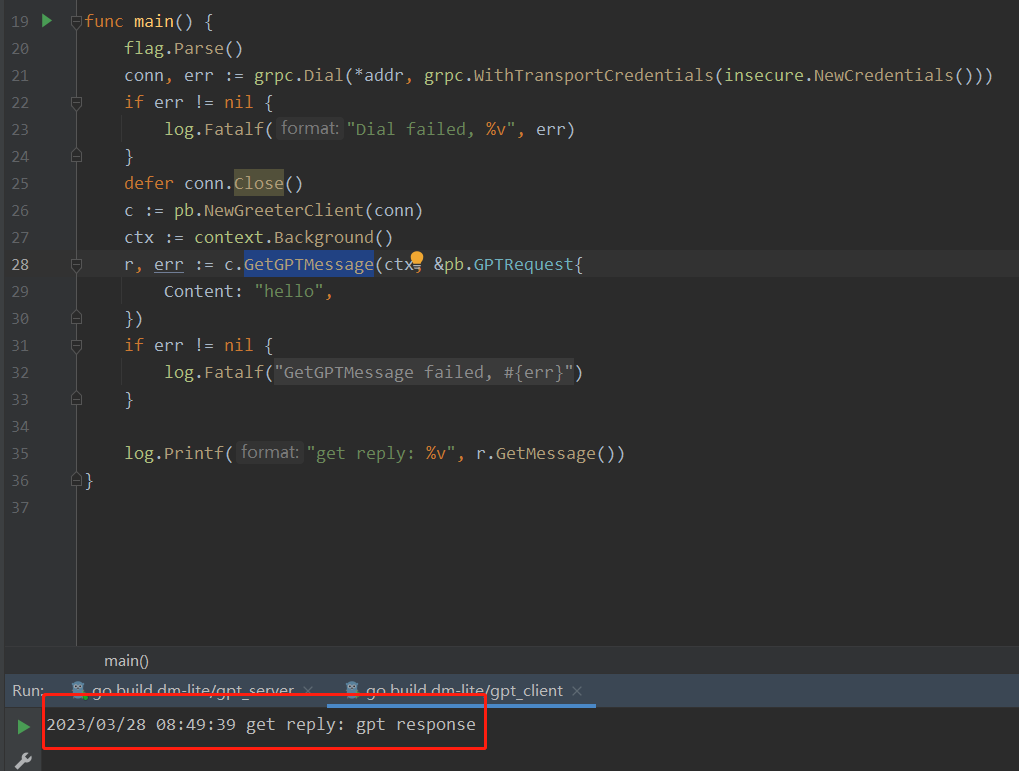 19 func main() {
20 flag.Parse()
21 conn, err := grpc.Dial(*addr, grpc.WithTransportCredentials(insecure.NewCredentials()))
22 if err != nil {
23 log.Fatalf( format: "Dial failed, %v", err)
24 }
25 defer conn.Close()
26 c := pb.NewGreeterClient(conn)
27 ctx := context.Background()
28 r, err := c.GetGPTMessage(ctx, &pb.GPTRequest{
29 Content: "hello",
30 })
31 if err != nil {
32 log.Fatalf("GetGPTMessage failed, #{err}")
33 }
34
35 log.Printf( format: "get reply: %v", r.GetMessage())
36 }
37
main()
Run: go build dm-lite/gpt_server × go build dm-lite/gpt_client ×
2023/03/28 08:49:39 get reply: gpt response